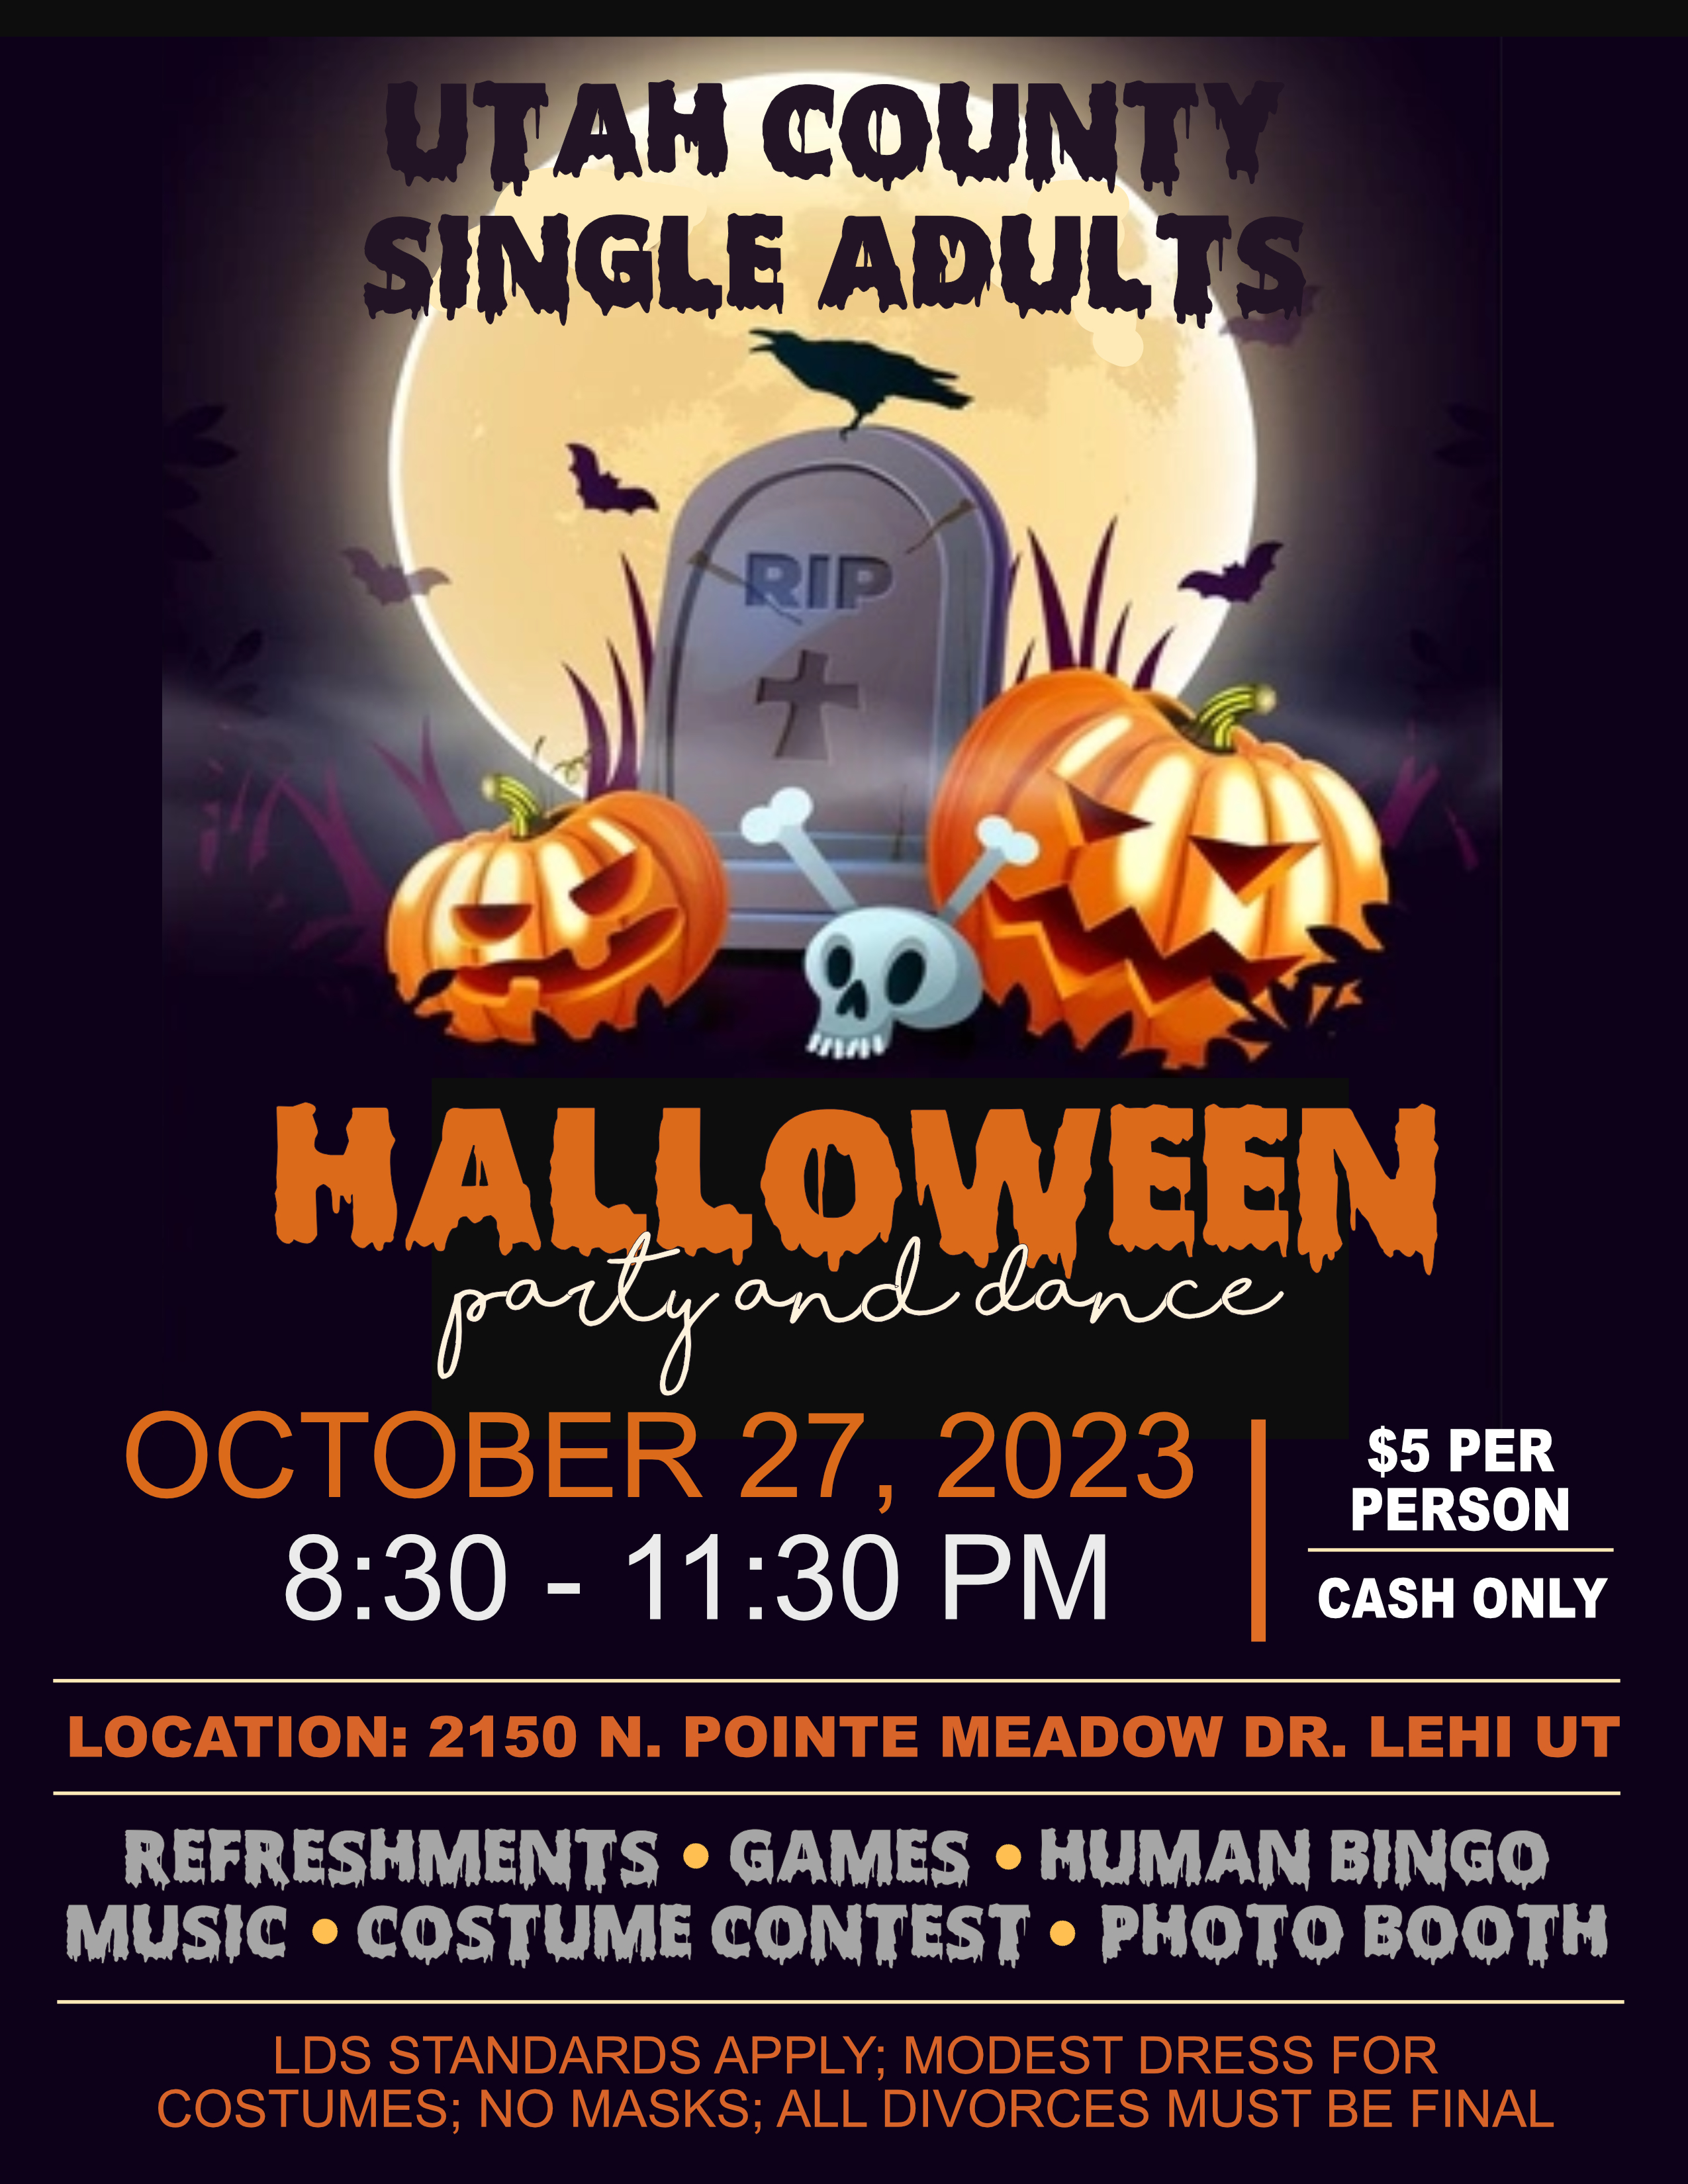 UTAH COUNTY
SINGLE ADULTS
RIP
HALLOWEEN
party and dance
OCTOBER 27, 2023
8:30 - 11:30 PM
$5 PER
PERSON
CASH ONLY
LOCATION: 2150 N. POINTE MEADOW DR. LEHI UT
REFRESHMENTS • GAMES • HUMAN BINGO
MUSIC • COSTUME CONTEST • PHOTO BOOTH
LDS STANDARDS APPLY; MODEST DRESS FOR
COSTUMES; NO MASKS; ALL DIVORCES MUST BE FINAL